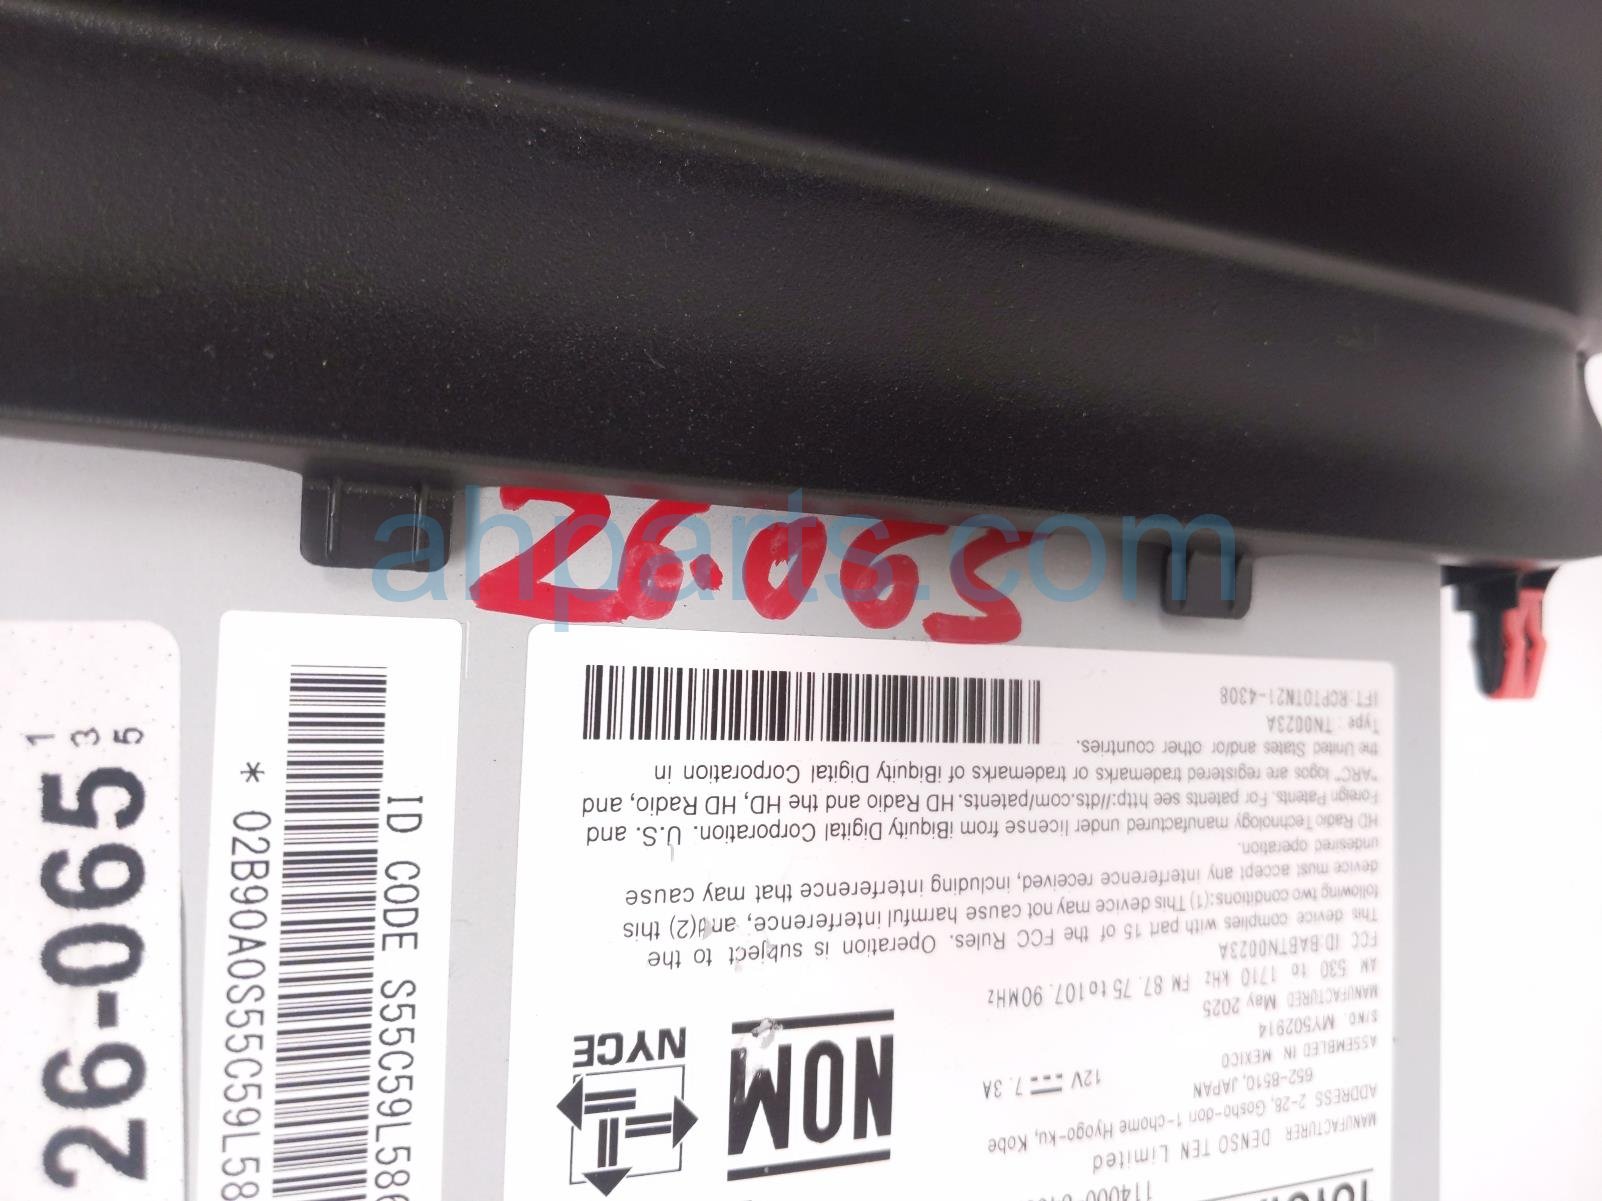 ahparts.com
26.065
26-065
1
3
5
ID CODE S55C59L58
* 02B90A0S55C59L58
TOYO
114000-
MANUFACTURER DENSO TEN Limited
ADDRESS 2-28, Gosho-dori 1-chome Hyogo-ku, Kobe
652-8510, JAPAN
12V 7.3A
ASSEMBLED IN MEXICO
S/NO. MY502914
MANUFACTURED May 2025
AM 530 to 1710 kHz FM 87.75to107.90MHz
FCC ID:BABTN0023A
This device complies with part 15 of the FCC Rules. Operation is subject to the
following two conditions:(1) This device may not cause harmful interference, and(2) this
device must accept any interference received, including interference that may cause
undesired operation.
HD Radio Technology manufactured under license from iBiquity Digital Corporation. U.S. and
Foreign Patents. For patents see http://dts.com/patents. HD Radio and the HD, HD Radio, and
"ARC" logos are registered trademarks or trademarks of iBiquity Digital Corporation in
the United States and/or other countries.
Type : TN0023A
IFT:RCPTOTN21-4308
NOM
NYCE